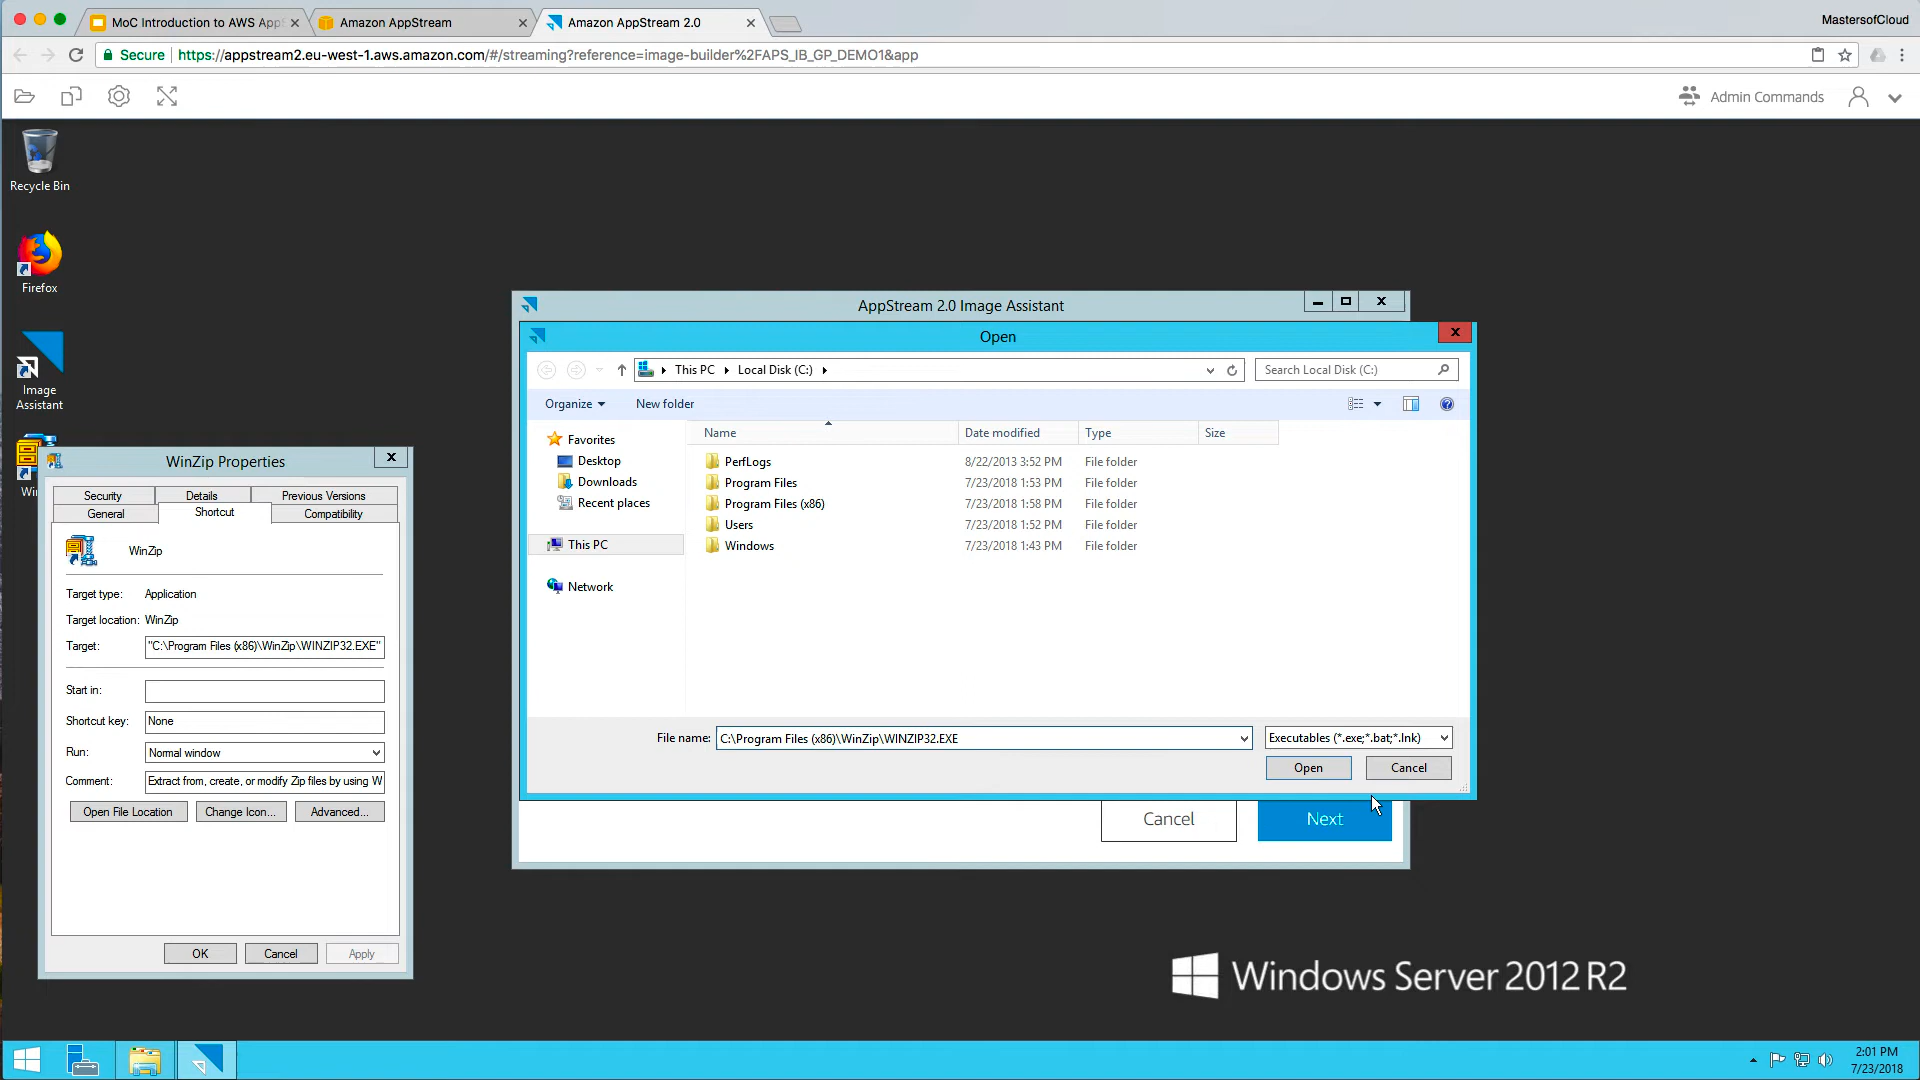 MoC Introduction to AWS App
Amazon AppStream
Amazon AppStream 2.0
MastersofCloud
Secure
https://appstream2.eu-west-1.aws.amazon.com/#/streaming?reference=image-builder%2FAPS_IB_GP_DEMO1&app
Admin Commands
Recycle Bin
Firefox
Image
Assistant
Wi
WinZip Properties
Security
Details
Previous Versions
General
Shortcut
Compatibility
WinZip
Target type:
Application
Target location:
WinZip
Target:
"C:\Program Files (x86)\WinZip\WINZIP32.EXE"
Start in:
Shortcut key:
None
Run:
Normal window
Comment:
Extract from, create, or modify Zip files by using W
Open File Location
Change Icon...
Advanced...
OK
Cancel
Apply
AppStream 2.0 Image Assistant
Open
This PC
Local Disk (C:)
Search Local Disk (C:)
Organize
New folder
Favorites
Desktop
Downloads
Recent places
This PC
Network
Name
Date modified
Type
Size
PerfLogs
8/22/2013 3:52 PM
File folder
Program Files
7/23/2018 1:53 PM
File folder
Program Files (x86)
7/23/2018 1:58 PM
File folder
Users
7/23/2018 1:52 PM
File folder
Windows
7/23/2018 1:43 PM
File folder
File name:
C:\Program Files (x86)\WinZip\WINZIP32.EXE
Executables (*.exe;*.bat;*.lnk)
Open
Cancel
Cancel
Next
Windows Server 2012 R2
2:01 PM
7/23/2018